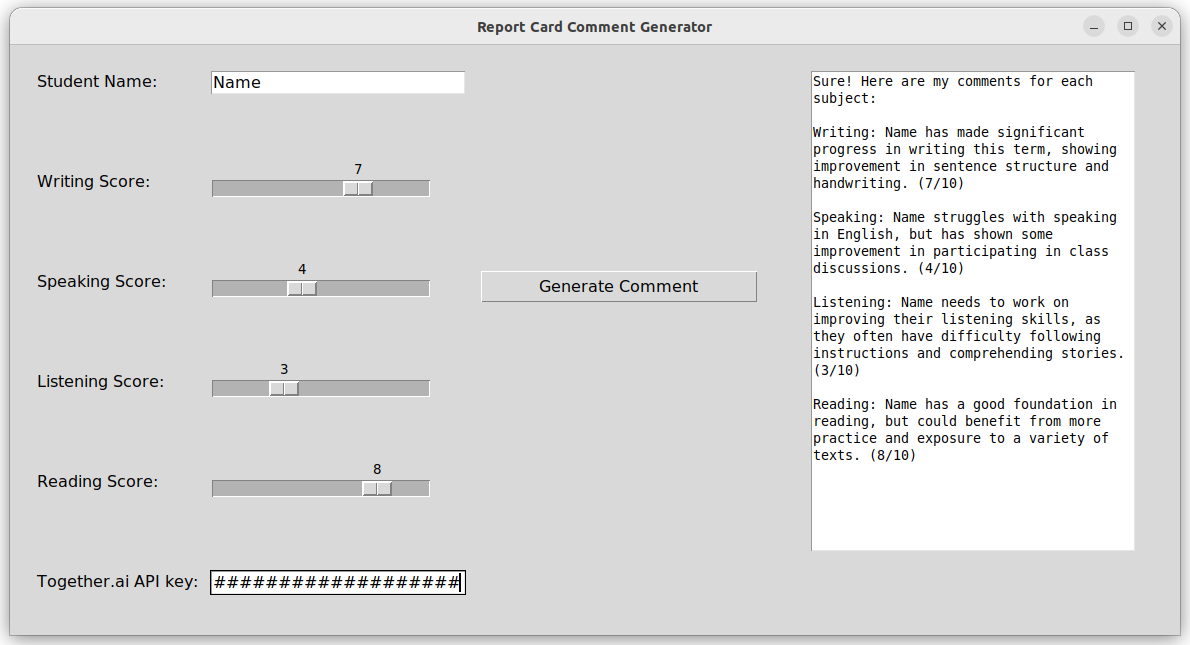 Report Card Comment Generator
Student Name:
Name
Writing Score:
7
Speaking Score:
4
Listening Score:
3
Reading Score:
8
Together.ai API key:
###################
Generate Comment
Sure! Here are my comments for each
subject:
Writing: Name has made significant
progress in writing this term, showing
improvement in sentence structure and
handwriting. (7/10)
Speaking: Name struggles with speaking
in English, but has shown some
improvement in participating in class
discussions. (4/10)
Listening: Name needs to work on
improving their listening skills, as
they often have difficulty following
instructions and comprehending stories.
(3/10)
Reading: Name has a good foundation in
reading, but could benefit from more
practice and exposure to a variety of
texts. (8/10)